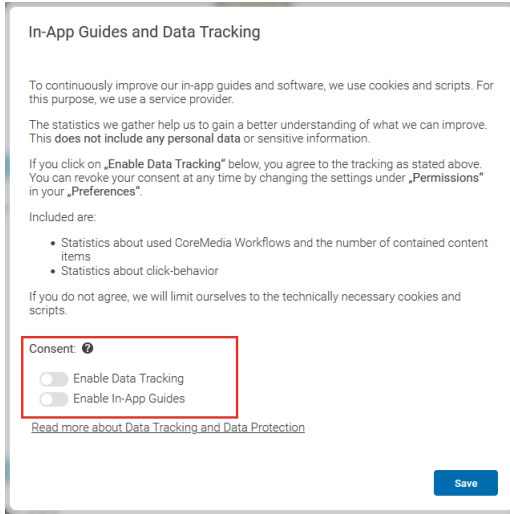 In-App Guides and Data Tracking
To continuously improve our in-app guides and software, we use cookies and scripts. For
this purpose, we use a service provider.
The statistics we gather help us to gain a better understanding of what we can improve.
This does not include any personal data or sensitive information.
If you click on „Enable Data Tracking“ below, you agree to the tracking as stated above.
You can revoke your consent at any time by changing the settings under „Permissions“
in your „Preferences“.
Included are:
• Statistics about used CoreMedia Workflows and the number of contained content
items
• Statistics about click-behavior
If you do not agree, we will limit ourselves to the technically necessary cookies and
scripts.
Consent: ?
Enable Data Tracking
Enable In-App Guides
Read more about Data Tracking and Data Protection
Save